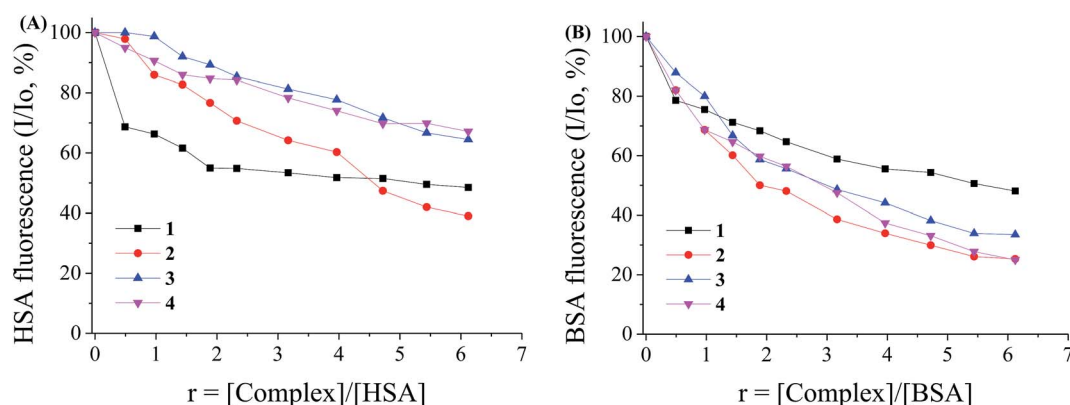 (A)
HSA fluorescence (I/Io, %)
100
80
60
40
20
0
1
2
3
4
0 1 2 3 4 5 6 7
r = [Complex]/[HSA]
(B)
BSA fluorescence (I/Io, %)
100
80
60
40
20
0
1
2
3
4
0 1 2 3 4 5 6 7
r = [Complex]/[BSA]